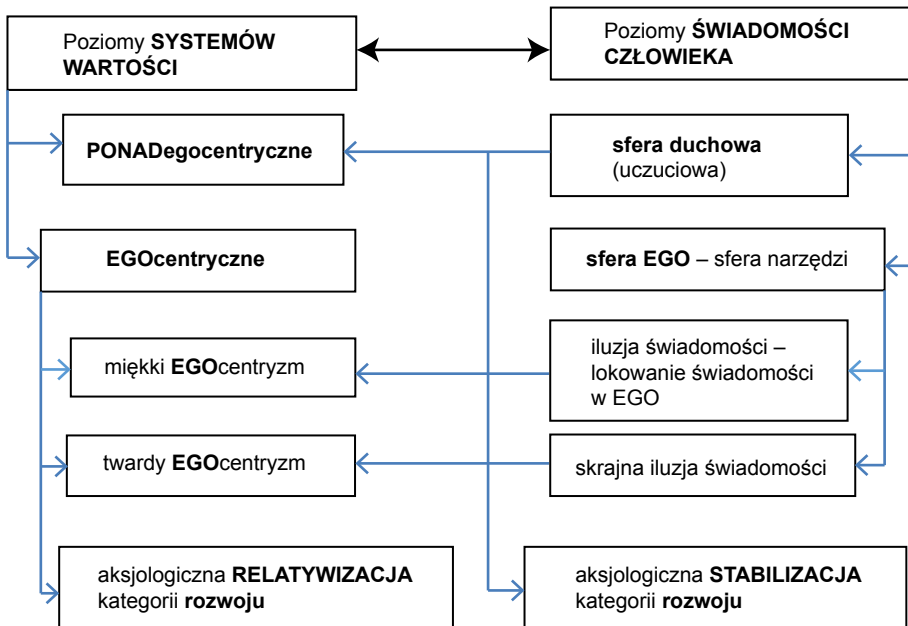 Poziomy SYSTEMÓW
WARTOŚCI
Poziomy ŚWIADOMOŚCI
CZŁOWIEKA
PONADegocentryczne
sfera duchowa
(uczuciowa)
EGOcentryczne
sfera EGO – sfera narzędzi
miękki EGOcentryzm
iluzja świadomości –
lokowanie świadomości
w EGO
twardy EGOcentryzm
skrajna iluzja świadomości
aksjologiczna RELATYWIZACJA
kategorii rozwoju
aksjologiczna STABILIZACJA
kategorii rozwoju